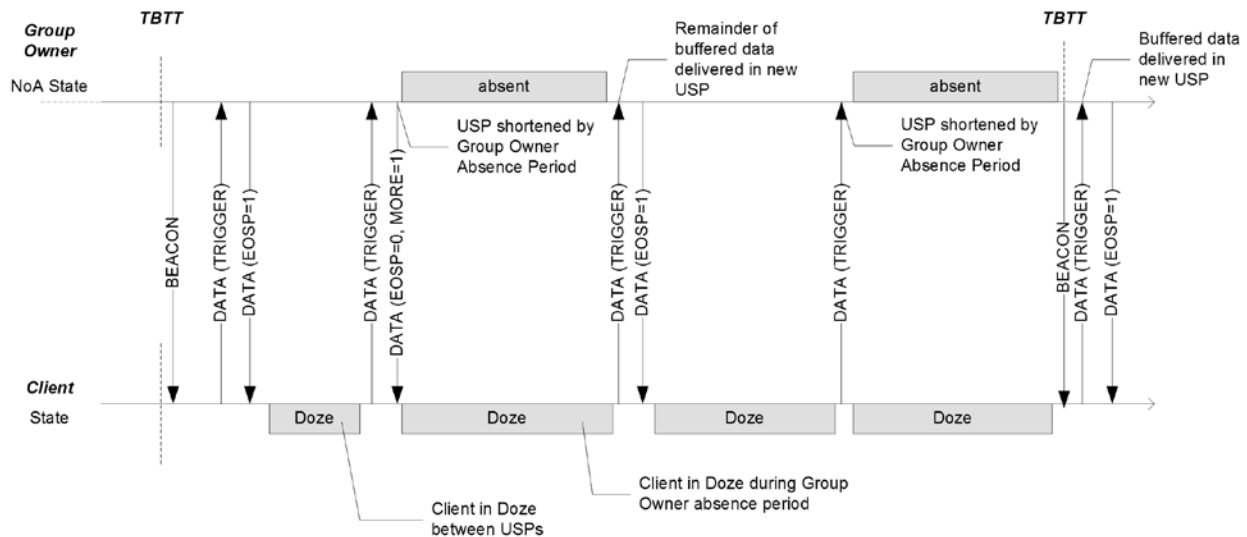 TBTT
TBTT
Group
Owner
NoA State
Remainder of
buffered data
delivered in new
USP
Buffered data
delivered in
new USP
absent
absent
USP shortened by
Group Owner
Absence Period
USP shortened by
Group Owner
Absence Period
BEACON
DATA (TRIGGER)
DATA (EOSP=1)
DATA (TRIGGER)
DATA (EOSP=0, MORE=1)
DATA (TRIGGER)
DATA (EOSP=1)
DATA (TRIGGER)
BEACON
DATA (TRIGGER)
DATA (EOSP=1)
Client
State
Doze
Doze
Doze
Doze
Client in Doze
between USPs
Client in Doze during Group
Owner absence period